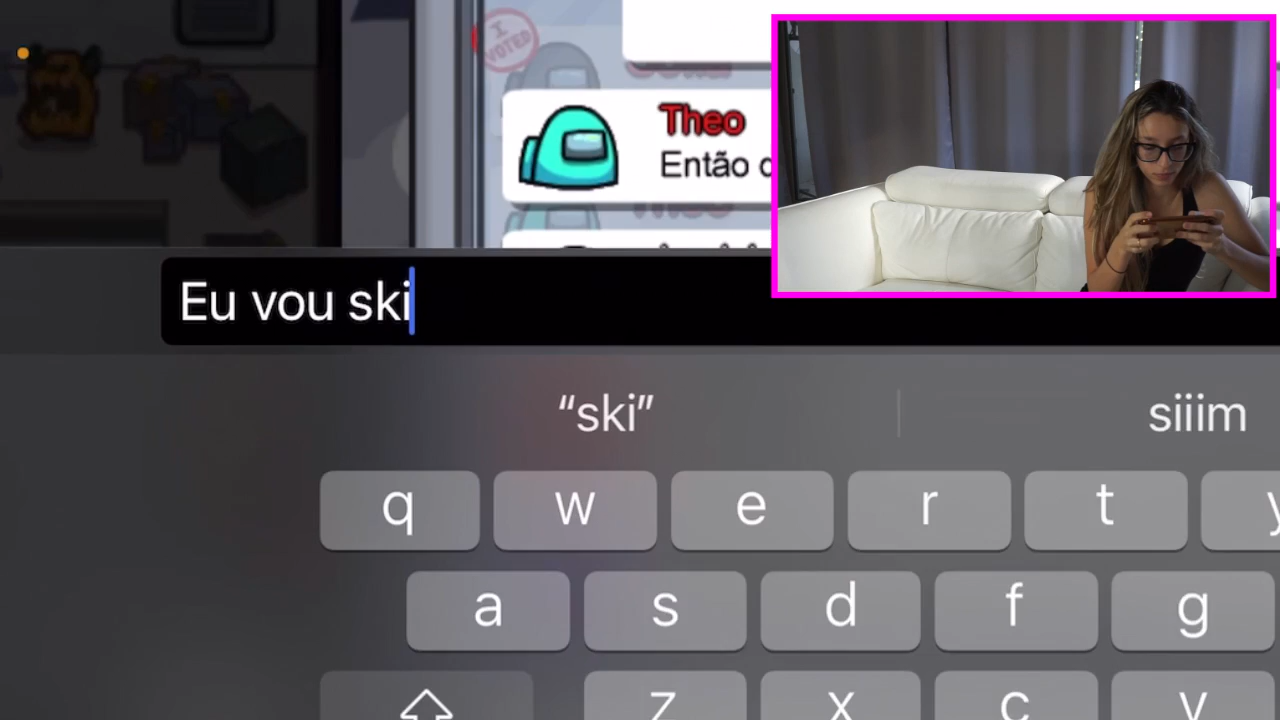 I
VOTED
Theo
Então
Eu vou ski
“ski”
siiim
q w e r t y
a s d f g
z x c v